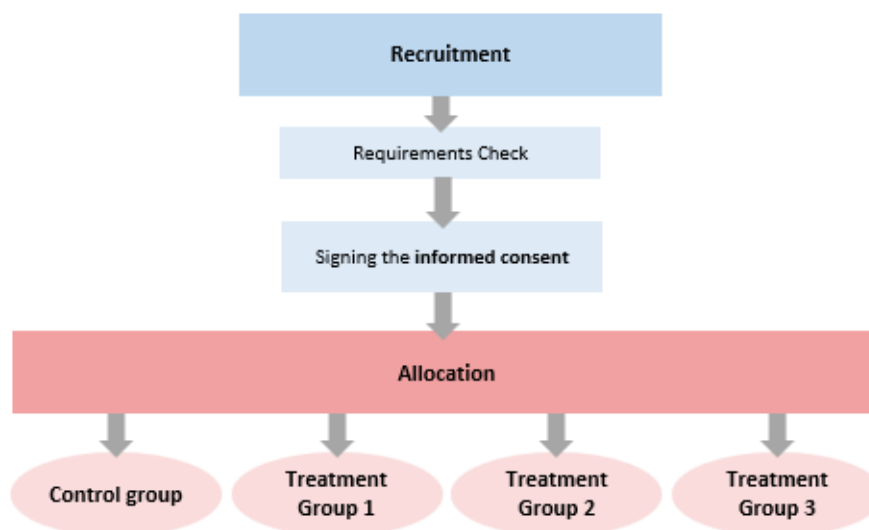 Recruitment
Requirements Check
Signing the informed consent
Allocation
Control group
Treatment
Group 1
Treatment
Group 2
Treatment
Group 3